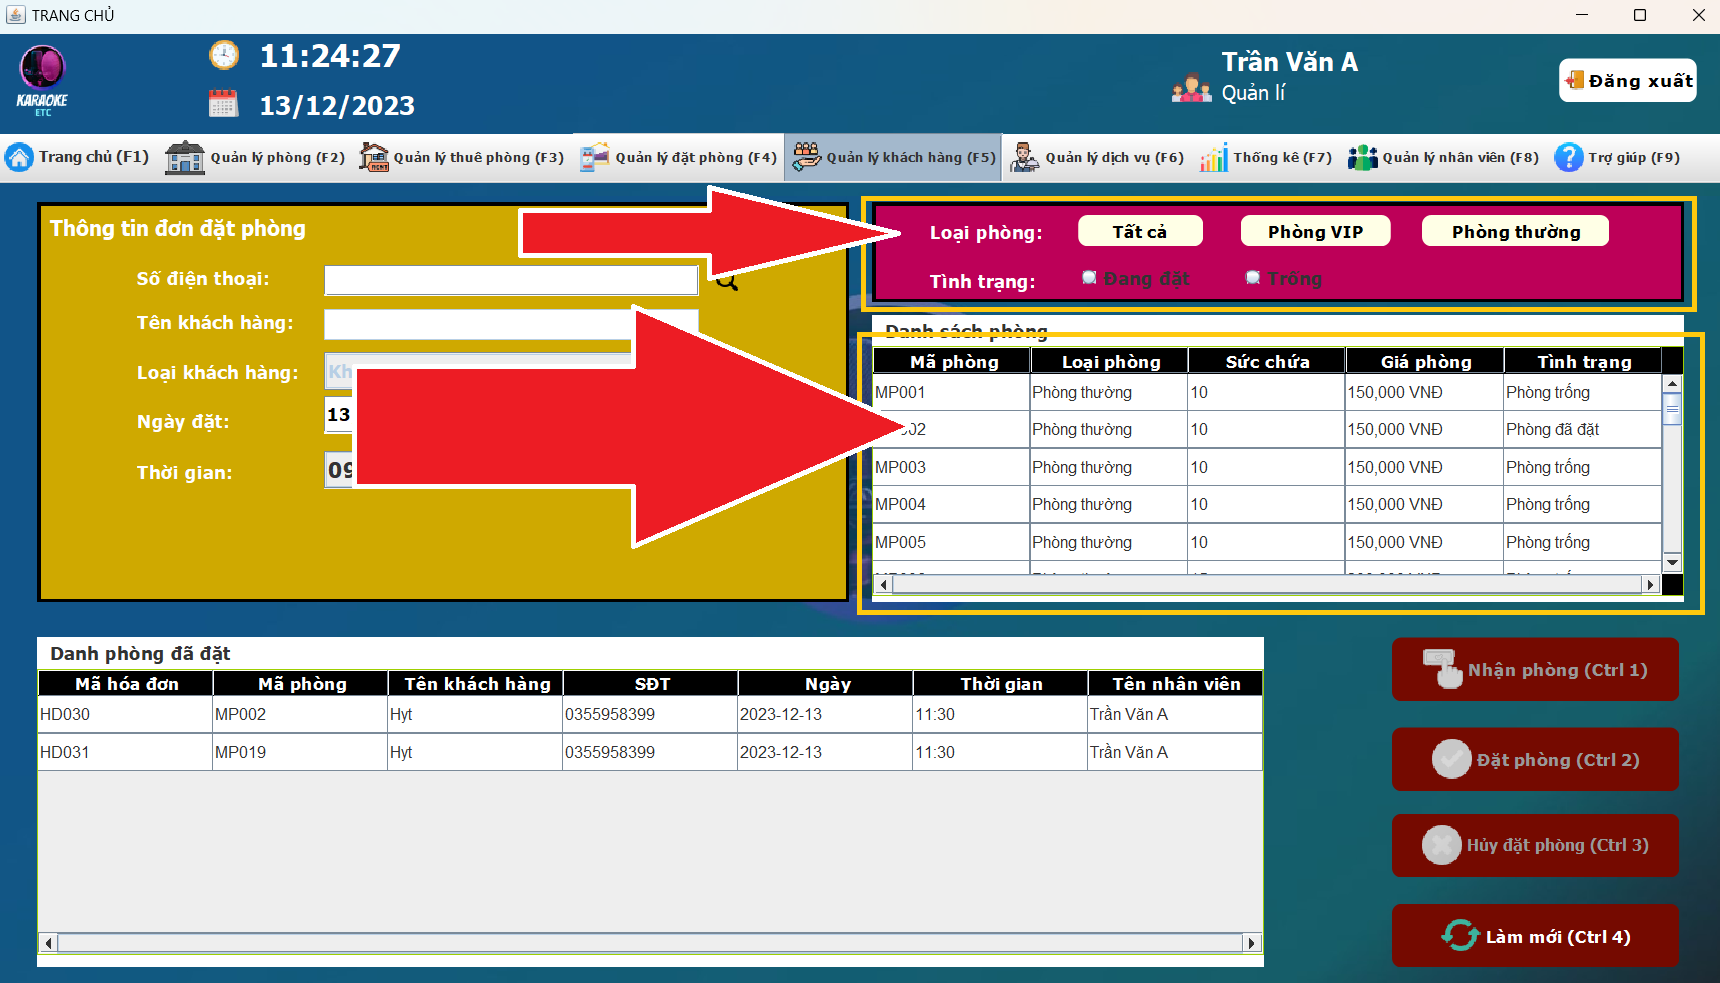 TRANG CHỦ
KARAOKE
ETC
11:24:27
13/12/2023
Trần Văn A
Quản lí
Đăng xuất
Trang chủ (F1) Quản lý phòng (F2) Quản lý thuê phòng (F3) Quản lý đặt phòng (F4) Quản lý khách hàng (F5) Quản lý dịch vụ (F6) Thống kê (F7) Quản lý nhân viên (F8) Trợ giúp (F9)
Thông tin đơn đặt phòng
Số điện thoại:
Tên khách hàng:
Loại khách hàng: Kh
Ngày đặt: 13
Thời gian: 09
Loại phòng: Tất cả Phòng VIP Phòng thường
Tình trạng: Đang đặt Trống
Danh sách phòng
Mã phòng Loại phòng Sức chứa Giá phòng Tình trạng
MP001 Phòng thường 10 150,000 VNĐ Phòng trống
002 Phòng thường 10 150,000 VNĐ Phòng đã đặt
MP003 Phòng thường 10 150,000 VNĐ Phòng trống
MP004 Phòng thường 10 150,000 VNĐ Phòng trống
MP005 Phòng thường 10 150,000 VNĐ Phòng trống
Danh phòng đã đặt
Mã hóa đơn Mã phòng Tên khách hàng SĐT Ngày Thời gian Tên nhân viên
HD030 MP002 Hyt 0355958399 2023-12-13 11:30 Trần Văn A
HD031 MP019 Hyt 0355958399 2023-12-13 11:30 Trần Văn A
Nhận phòng (Ctrl 1)
Đặt phòng (Ctrl 2)
Hủy đặt phòng (Ctrl 3)
Làm mới (Ctrl 4)